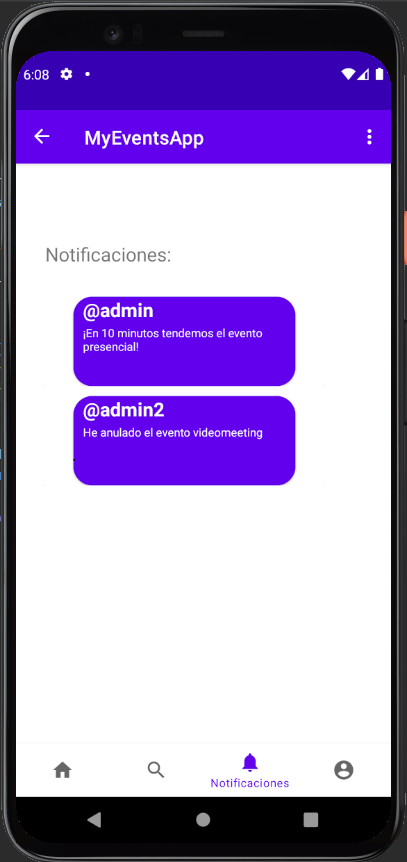 6:08
MyEventsApp
Notificaciones:
@admin
¡En 10 minutos tendemos el evento
presencial!
@admin2
He anulado el evento videomeeting
Notificaciones